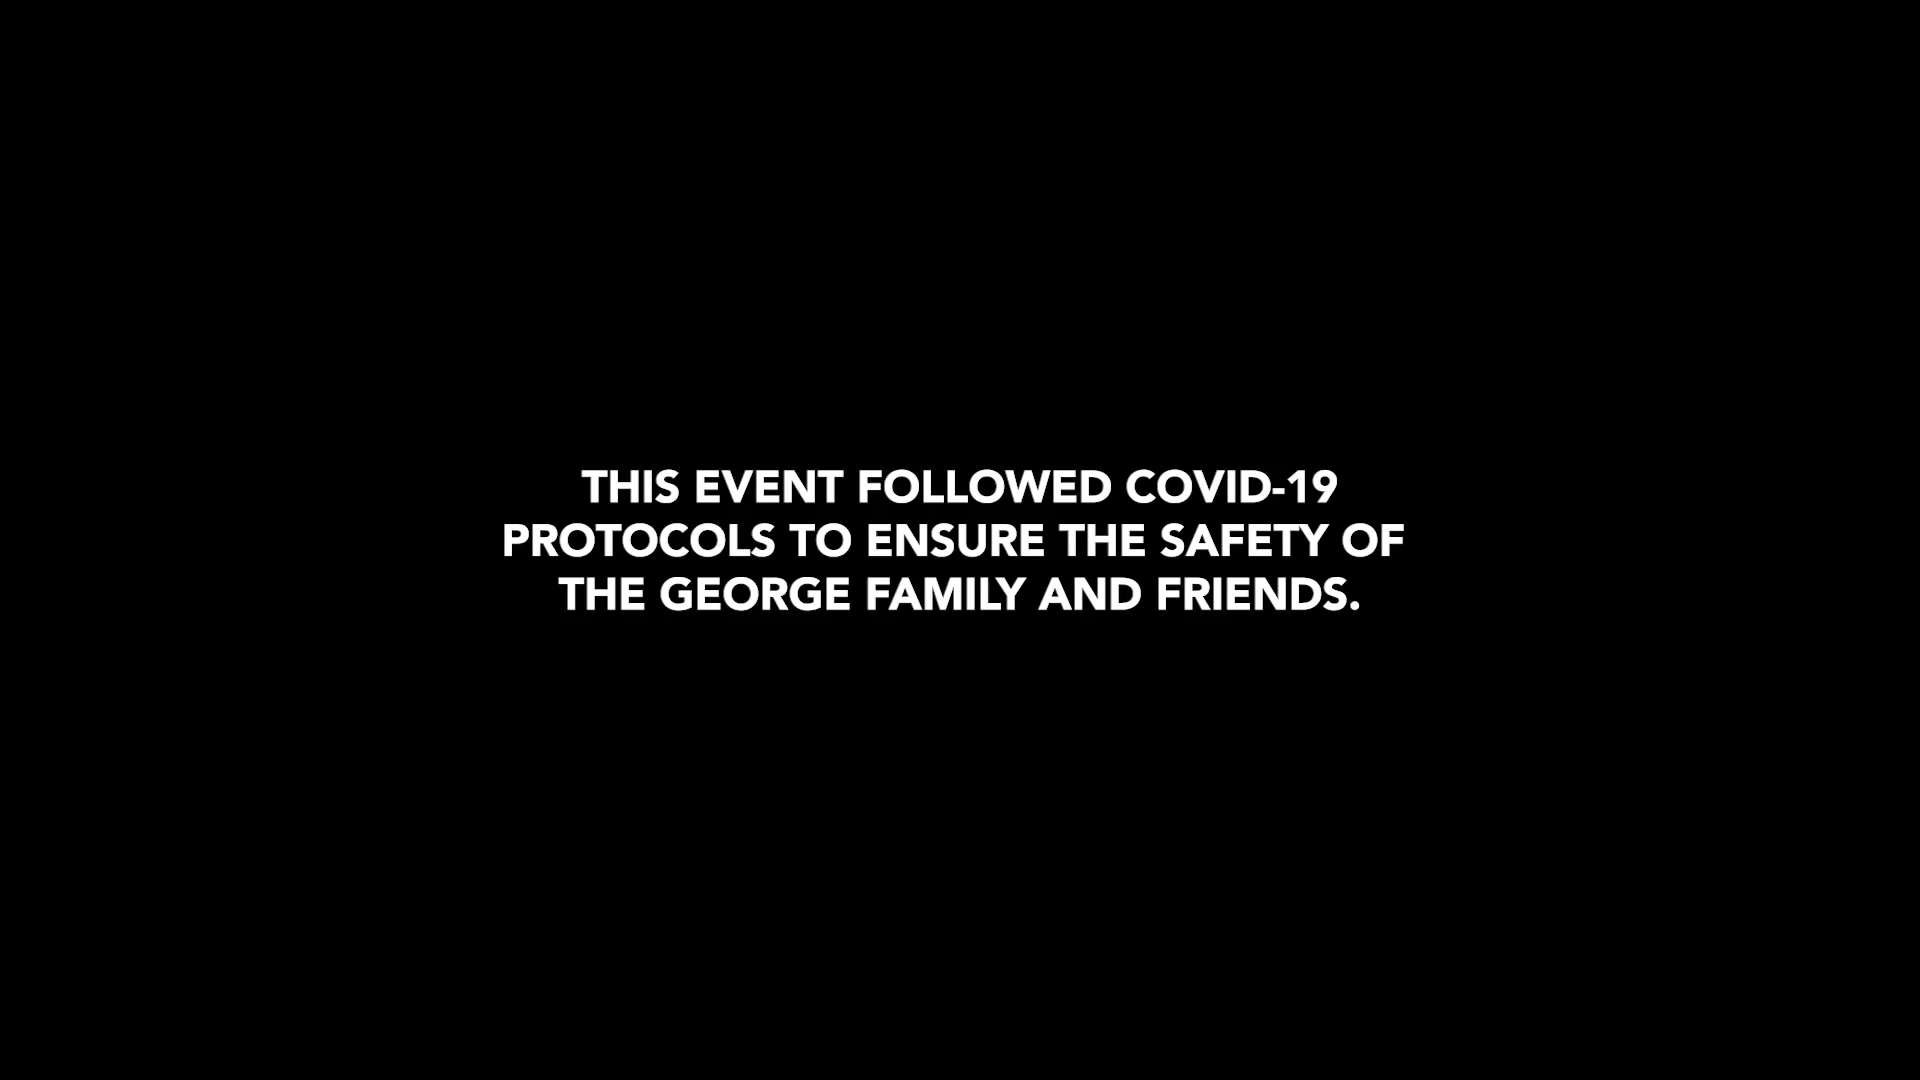 THIS EVENT FOLLOWED COVID-19
PROTOCOLS TO ENSURE THE SAFETY OF
THE GEORGE FAMILY AND FRIENDS.